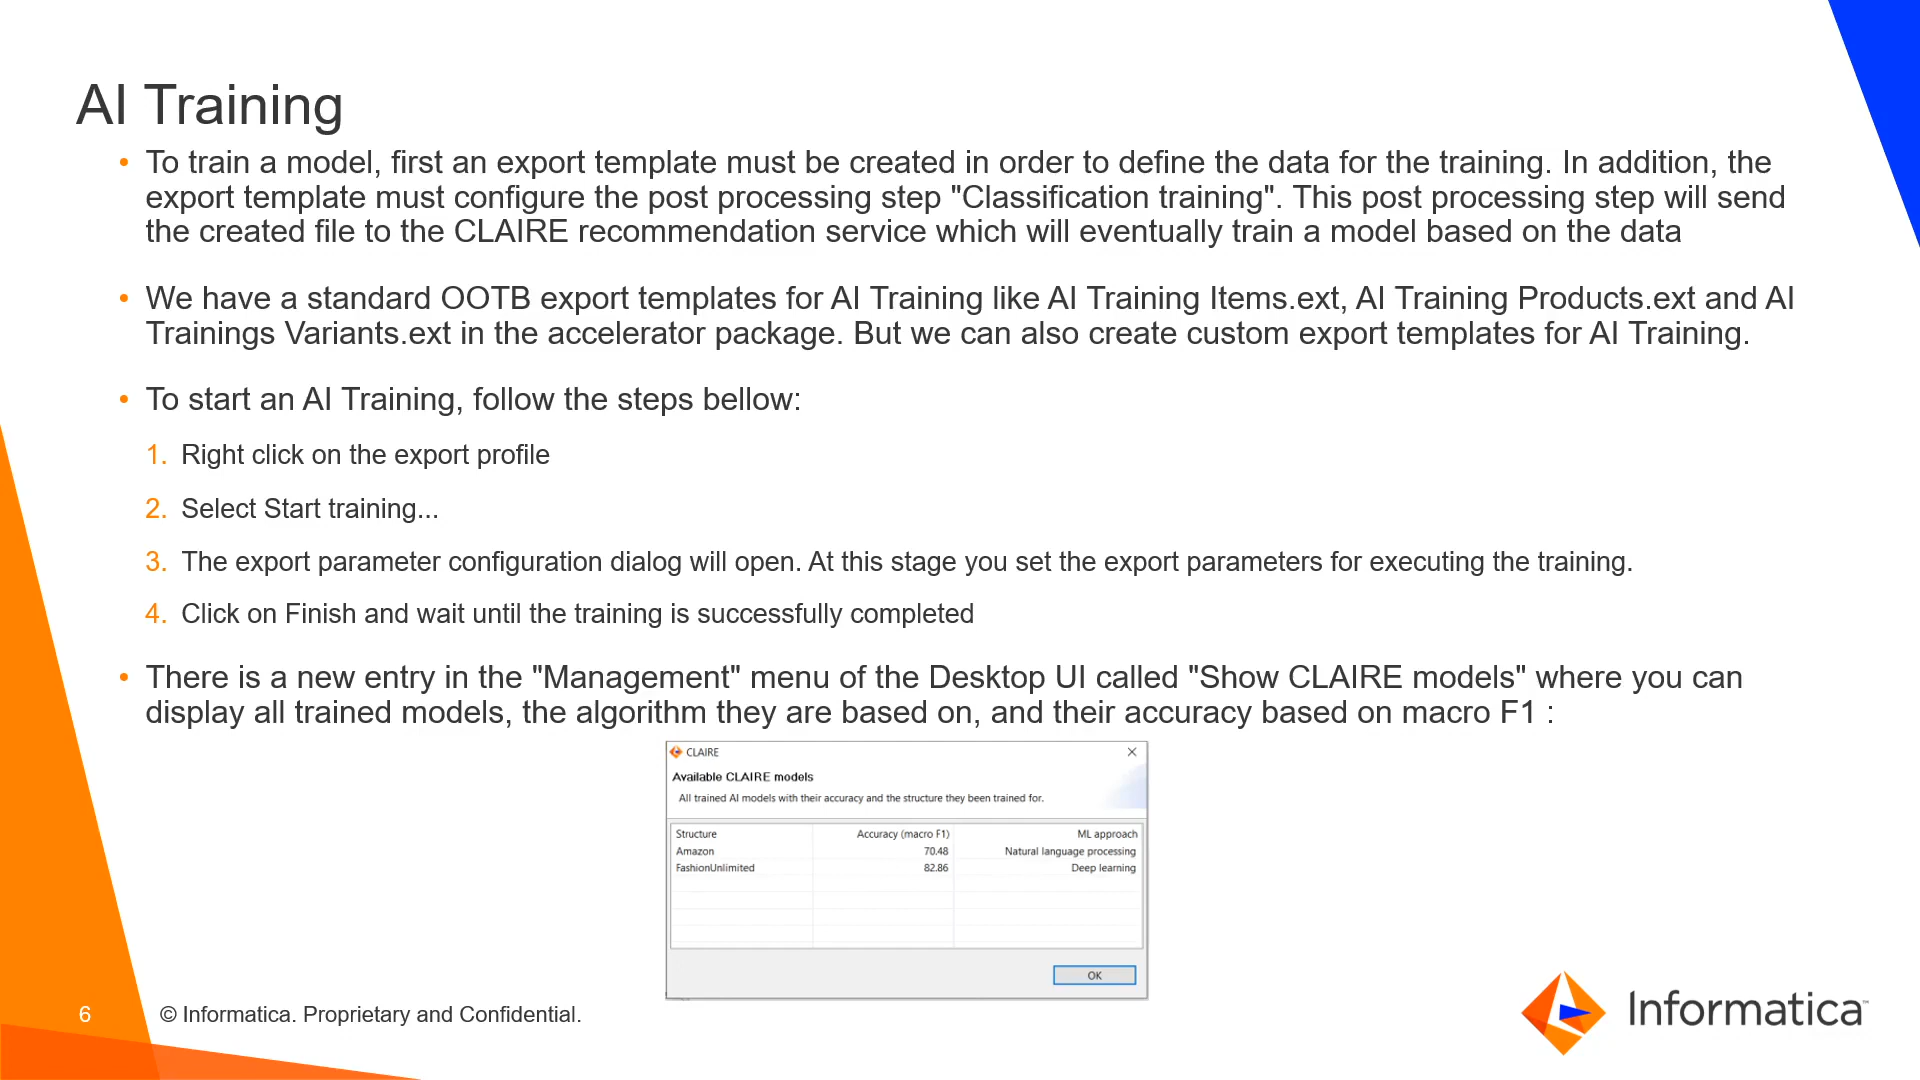 AI Training
• To train a model, first an export template must be created in order to define the data for the training. In addition, the
export template must configure the post processing step "Classification training". This post processing step will send
the created file to the CLAIRE recommendation service which will eventually train a model based on the data
• We have a standard OOTB export templates for AI Training like AI Training Items.ext, AI Training Products.ext and AI
Trainings Variants.ext in the accelerator package. But we can also create custom export templates for AI Training.
• To start an AI Training, follow the steps bellow:
1. Right click on the export profile
2. Select Start training...
3. The export parameter configuration dialog will open. At this stage you set the export parameters for executing the training.
4. Click on Finish and wait until the training is successfully completed
• There is a new entry in the "Management" menu of the Desktop UI called "Show CLAIRE models" where you can
display all trained models, the algorithm they are based on, and their accuracy based on macro F1 :
CLAIRE
Available CLAIRE models
All trained AI models with their accuracy and the structure they been trained for.
Structure Accuracy (macro F1) ML approach
Amazon 70.48 Natural language processing
FashionUnlimited 82.86 Deep learning
OK
6 © Informatica. Proprietary and Confidential.
Informatica™